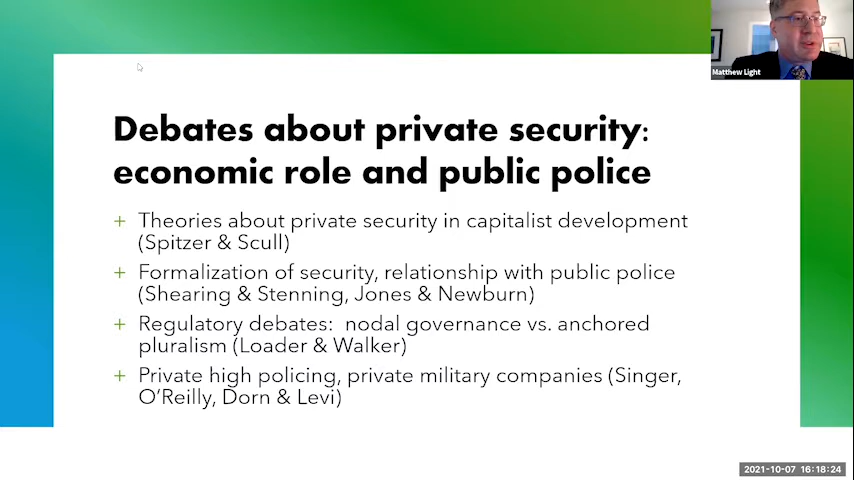 Matthew Light
Debates about private security:
economic role and public police
+ Theories about private security in capitalist development
(Spitzer & Scull)
+ Formalization of security, relationship with public police
(Shearing & Stenning, Jones & Newburn)
+ Regulatory debates: nodal governance vs. anchored
pluralism (Loader & Walker)
+ Private high policing, private military companies (Singer,
O'Reilly, Dorn & Levi)
2021-10-07 16:18:24